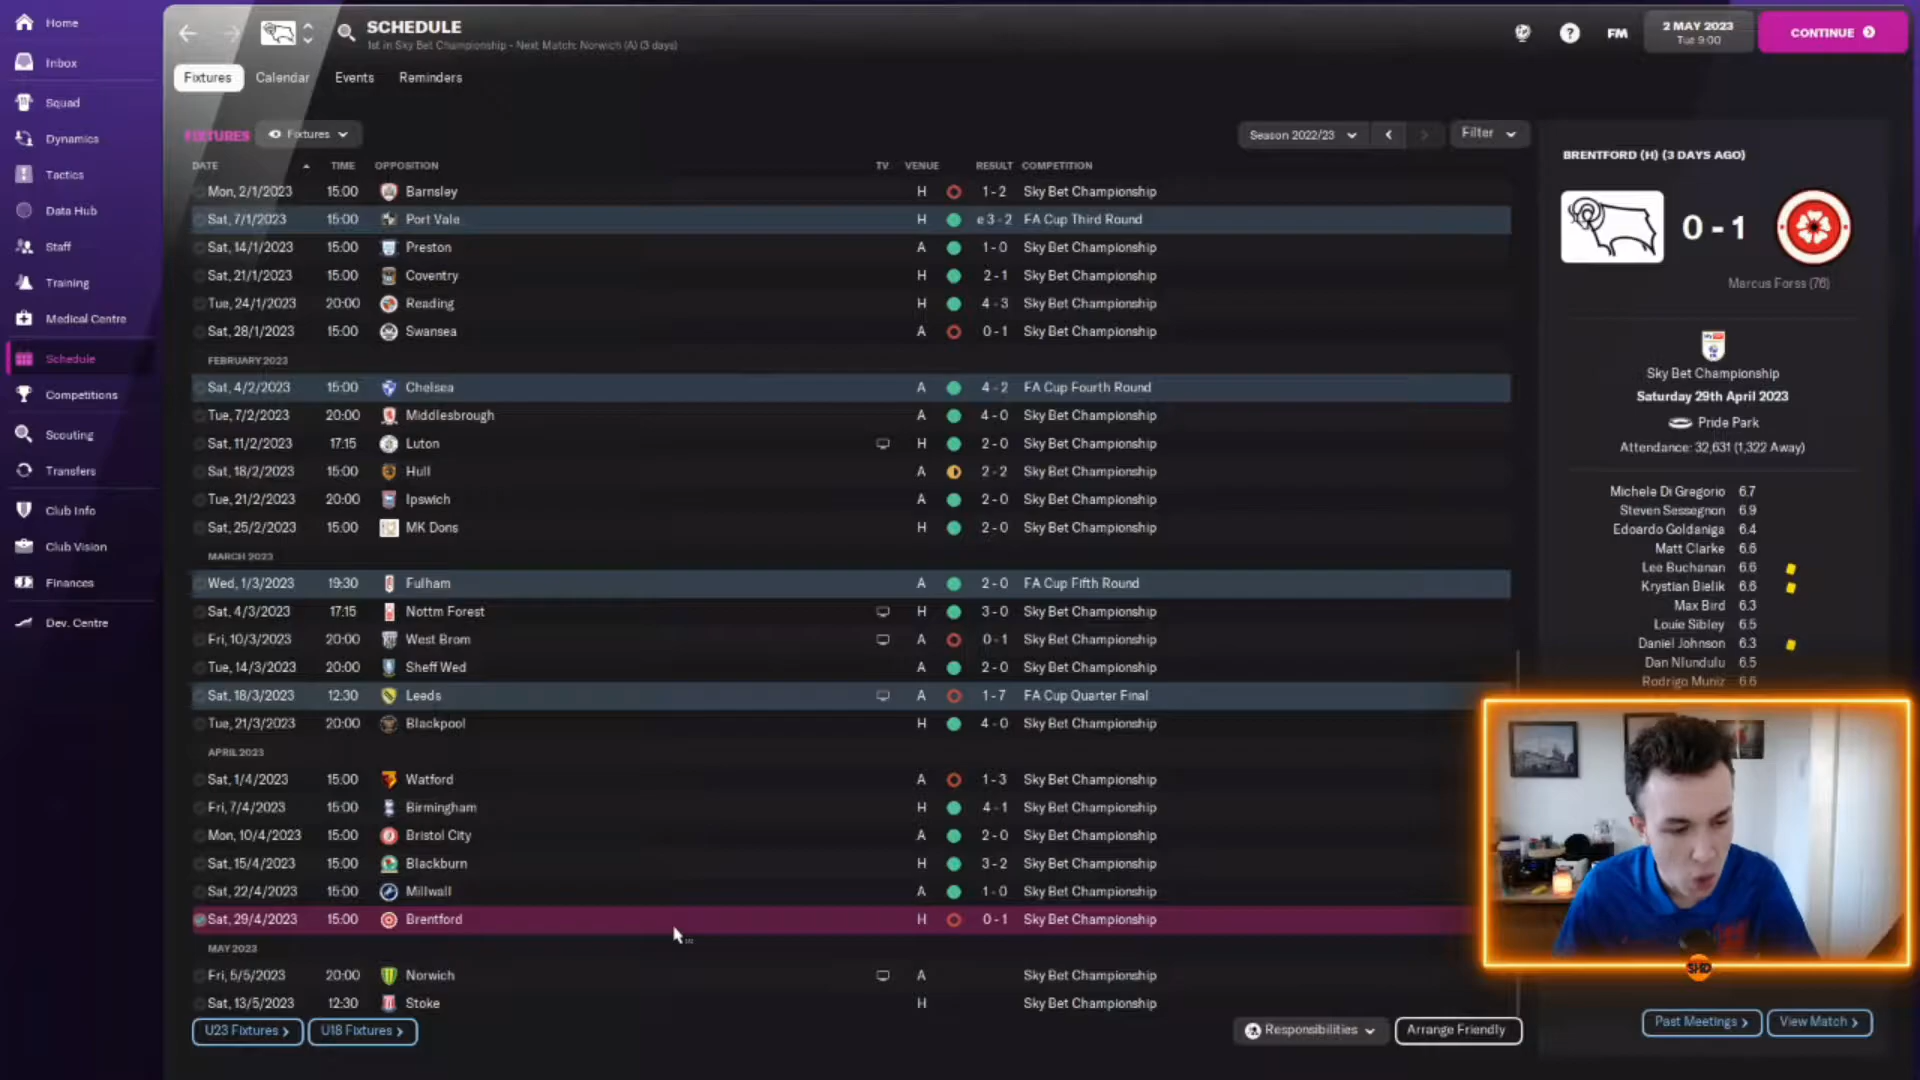 Home
Inbox
Squad
Dynamics
Tactics
Data Hub
Staff
Training
Medical Centre
Schedule
Competitions
Scouting
Transfers
Club Info
Club Vision
Finances
Dev. Centre
SCHEDULE
1st in Sky Bet Championship - Next Match: Norwich (A) (3 days)
? FM
2 MAY 2023
Tue 9:00
CONTINUE
Fixtures Calendar Events Reminders
FIXTURES Fixtures
Season 2022/23 Filter
DATE TIME OPPOSITION TV VENUE RESULT COMPETITION
Mon, 2/1/2023 15:00 Barnsley H 1 - 2 Sky Bet Championship
Sat, 7/1/2023 15:00 Port Vale H e 3 - 2 FA Cup Third Round
Sat, 14/1/2023 15:00 Preston A 1 - 0 Sky Bet Championship
Sat, 21/1/2023 15:00 Coventry H 2 - 1 Sky Bet Championship
Tue, 24/1/2023 20:00 Reading H 4 - 3 Sky Bet Championship
Sat, 28/1/2023 15:00 Swansea A 0 - 1 Sky Bet Championship
FEBRUARY 2023
Sat, 4/2/2023 15:00 Chelsea A 4 - 2 FA Cup Fourth Round
Tue, 7/2/2023 20:00 Middlesbrough A 4 - 0 Sky Bet Championship
Sat, 11/2/2023 17:15 Luton H 2 - 0 Sky Bet Championship
Sat, 18/2/2023 15:00 Hull A 2 - 2 Sky Bet Championship
Tue, 21/2/2023 20:00 Ipswich A 2 - 0 Sky Bet Championship
Sat, 25/2/2023 15:00 MK Dons H 2 - 0 Sky Bet Championship
MARCH 2023
Wed, 1/3/2023 19:30 Fulham A 2 - 0 FA Cup Fifth Round
Sat, 4/3/2023 17:15 Nottm Forest H 3 - 0 Sky Bet Championship
Fri, 10/3/2023 20:00 West Brom A 0 - 1 Sky Bet Championship
Tue, 14/3/2023 20:00 Sheff Wed A 2 - 0 Sky Bet Championship
Sat, 18/3/2023 12:30 Leeds A 1 - 7 FA Cup Quarter Final
Tue, 21/3/2023 20:00 Blackpool H 4 - 0 Sky Bet Championship
APRIL 2023
Sat, 1/4/2023 15:00 Watford A 1 - 3 Sky Bet Championship
Fri, 7/4/2023 15:00 Birmingham H 4 - 1 Sky Bet Championship
Mon, 10/4/2023 15:00 Bristol City A 2 - 0 Sky Bet Championship
Sat, 15/4/2023 15:00 Blackburn H 3 - 2 Sky Bet Championship
Sat, 22/4/2023 15:00 Millwall A 1 - 0 Sky Bet Championship
Sat, 29/4/2023 15:00 Brentford H 0 - 1 Sky Bet Championship
MAY 2023
Fri, 5/5/2023 20:00 Norwich A Sky Bet Championship
Sat, 13/5/2023 12:30 Stoke H Sky Bet Championship
U23 Fixtures > U18 Fixtures >
Responsibilities Arrange Friendly
BRENTFORD (H) (3 DAYS AGO)
0 - 1
Marcus Forss (76)
Sky Bet Championship
Saturday 29th April 2023
Pride Park
Attendance: 32,631 (1,322 Away)
Michele Di Gregorio 6.7
Steven Sessegnon 6.9
Edoardo Goldaniga 6.4
Matt Clarke 6.6
Lee Buchanan 6.6
Krystian Bielik 6.6
Max Bird 6.3
Louie Sibley 6.5
Daniel Johnson 6.3
Dan Nlundulu 6.5
Rodrigo Muniz 6.6
Past Meetings > View Match >